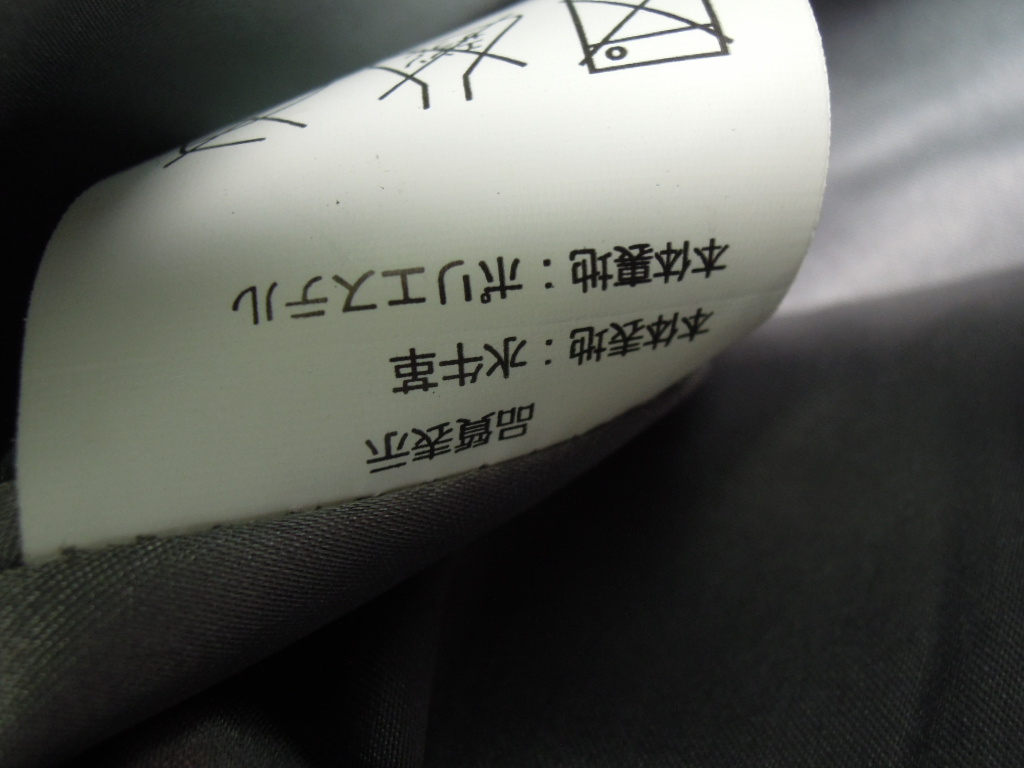 品質表示
本体表地：水牛革
本体裏地：ポリエステル